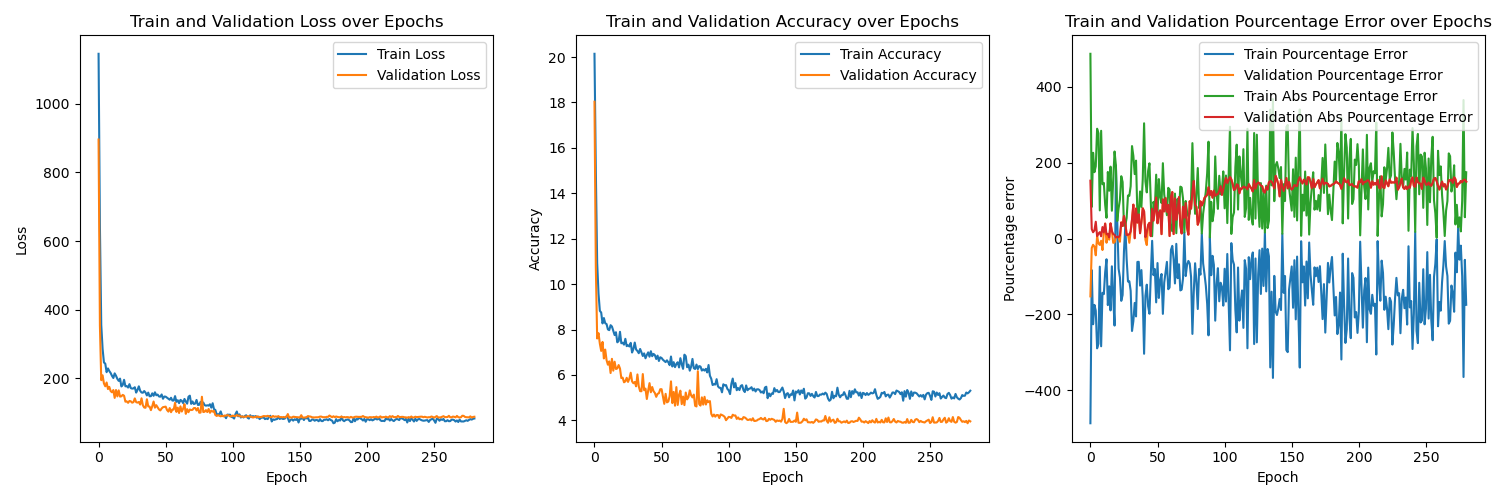 Train and Validation Loss over Epochs
Train Loss
Validation Loss
1000
800
600
400
200
Loss
0 50 100 150 200 250
Epoch
Train and Validation Accuracy over Epochs
Train Accuracy
Validation Accuracy
20
18
16
14
12
10
8
6
4
Accuracy
0 50 100 150 200 250
Epoch
Train and Validation Pourcentage Error over Epochs
Train Pourcentage Error
Validation Pourcentage Error
Train Abs Pourcentage Error
Validation Abs Pourcentage Error
400
200
0
−200
−400
Pourcentage error
0 50 100 150 200 250
Epoch